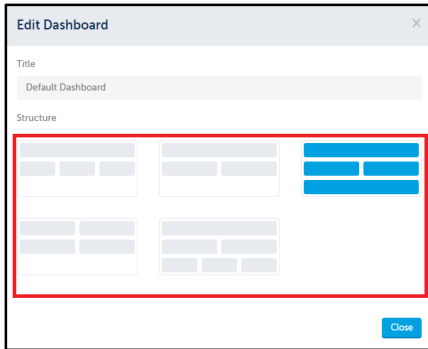 Edit Dashboard
Title
Default Dashboard
Structure
Close